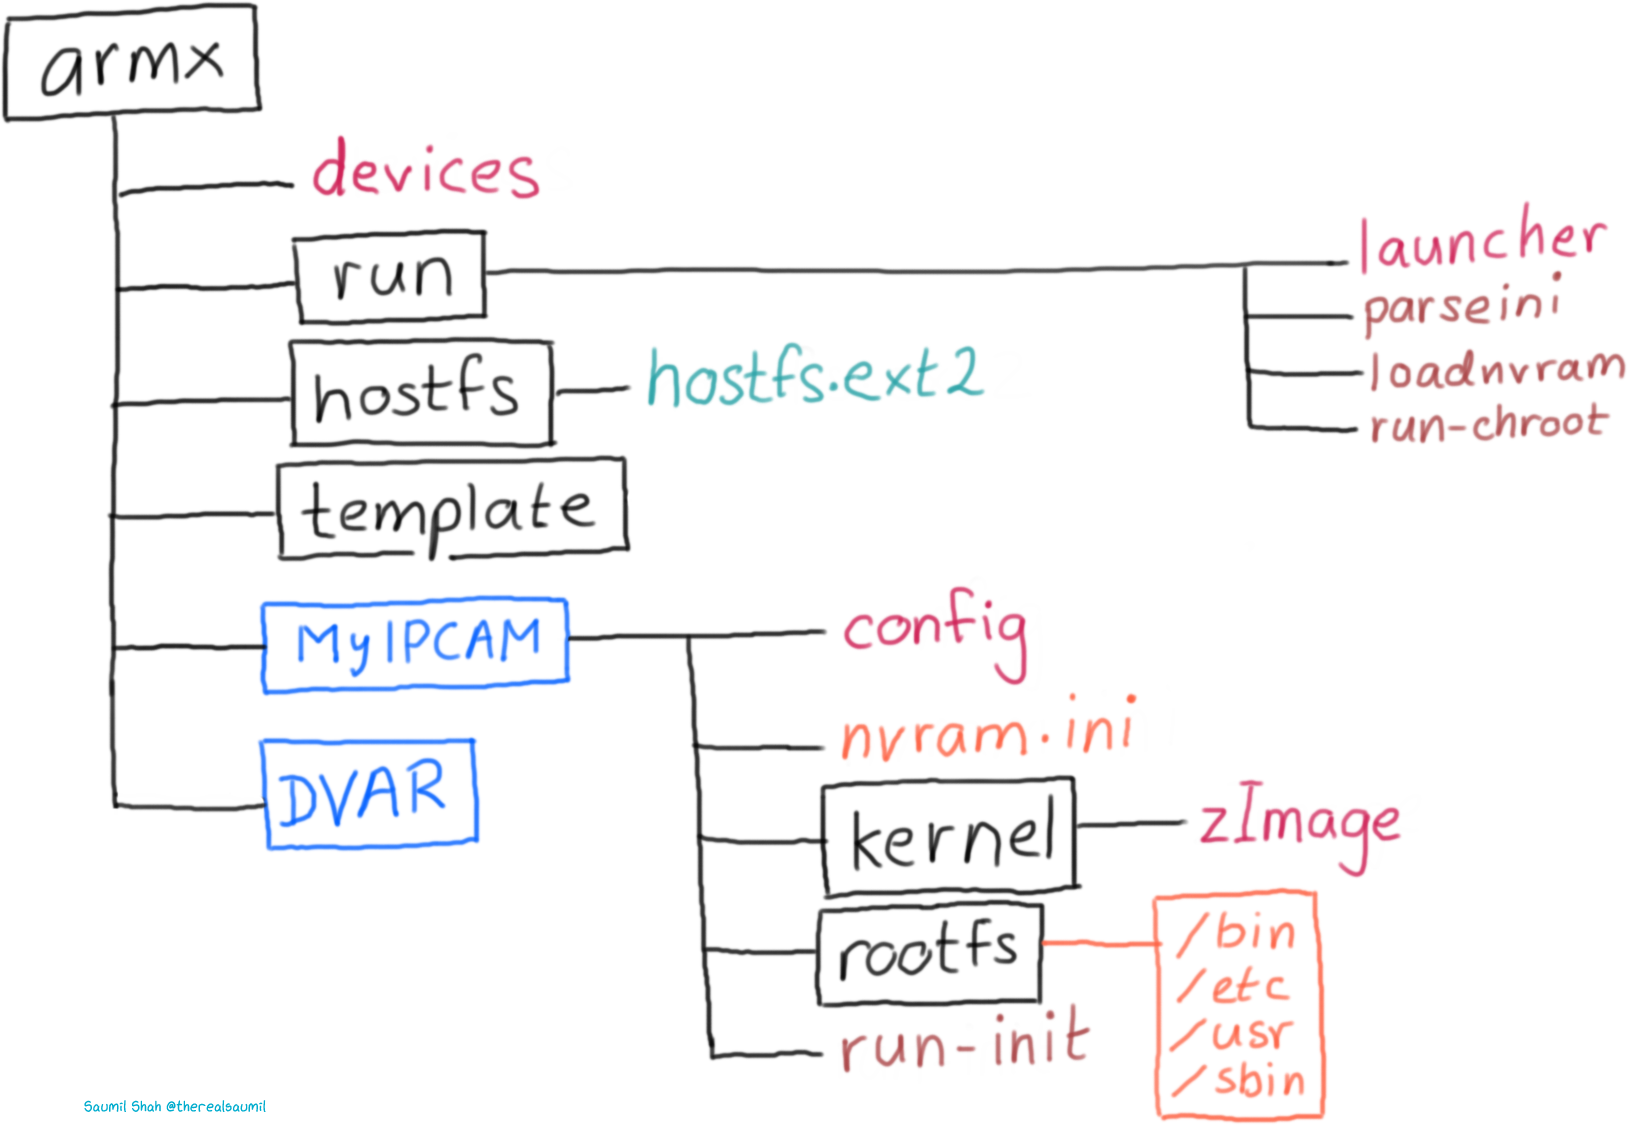 armx
devices
run
launcher
parseini
loadnvram
run-chroot
hostfs
hostfs.ext2
template
MyIPCAM
config
nvram.ini
kernel
zImage
rootfs
/bin
/etc
/usr
/sbin
run-init
DVAR
Saumil Shah @therealsaumil